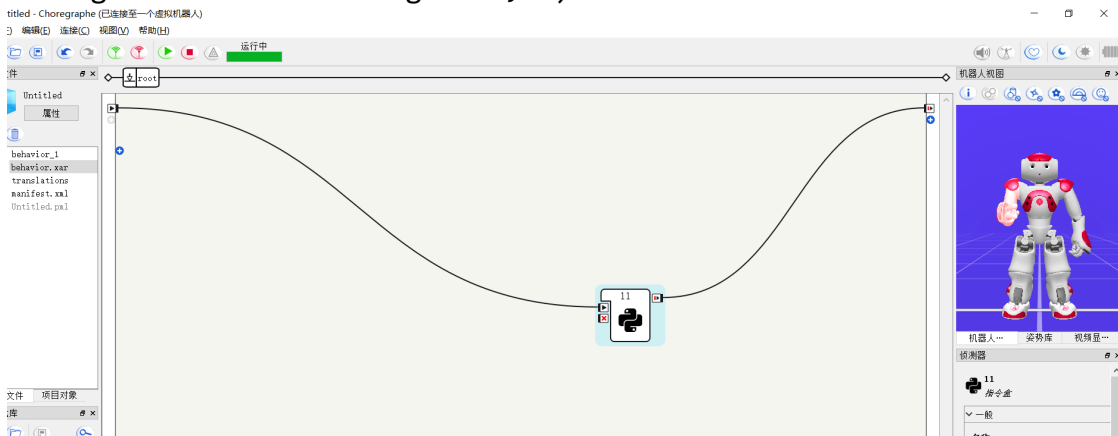 titled - Choregraphe (已连接至一个虚拟机器人)
编辑(E) 连接(C) 视图(V) 帮助(H)
运行中
root
机器人视图
Untitled
属性
behavior_1
behavior.xar
translations
manifest.xml
Untitled.pml
11
机器人… 姿势库 视频显…
侦测器
11
指令盒
一般
文件 项目对象
库